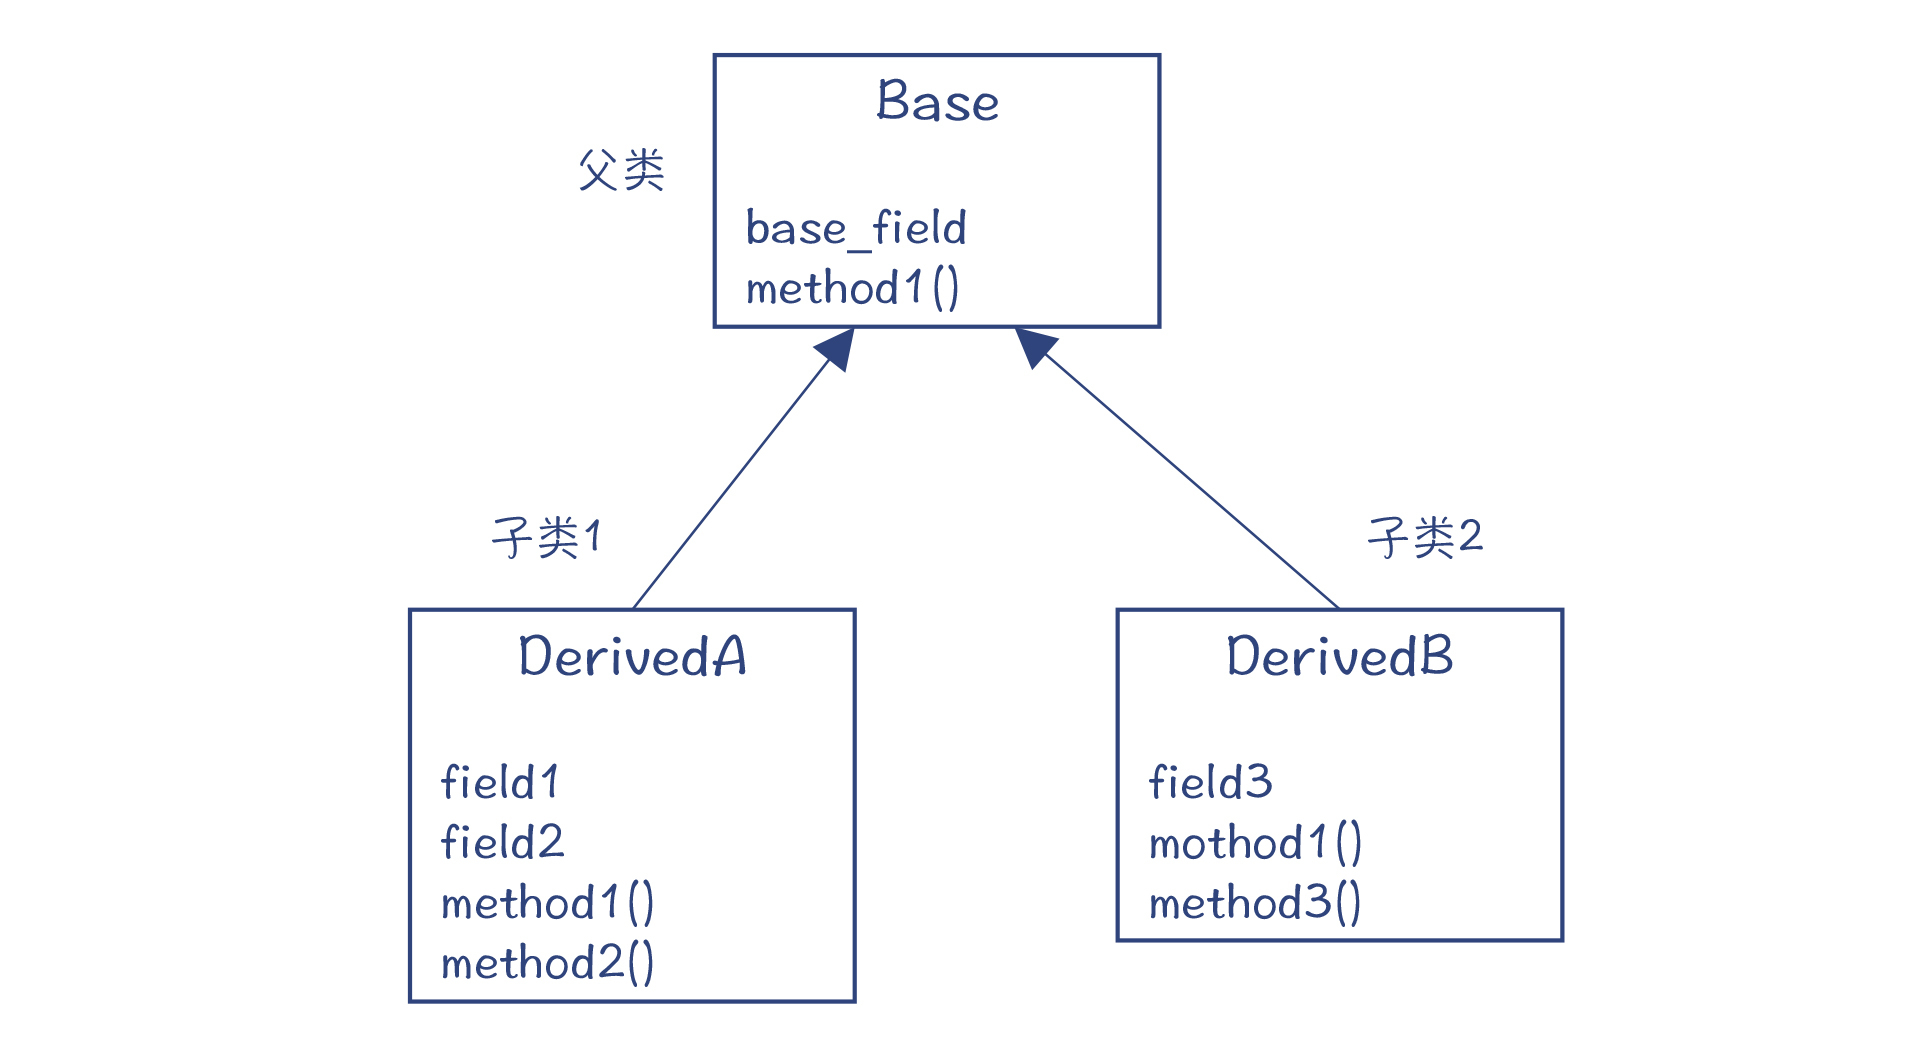 Base
父类
base_field
method1()
子类1
子类2
DerivedA
field1
field2
method1()
method2()
DerivedB
field3
mothod1()
method3()